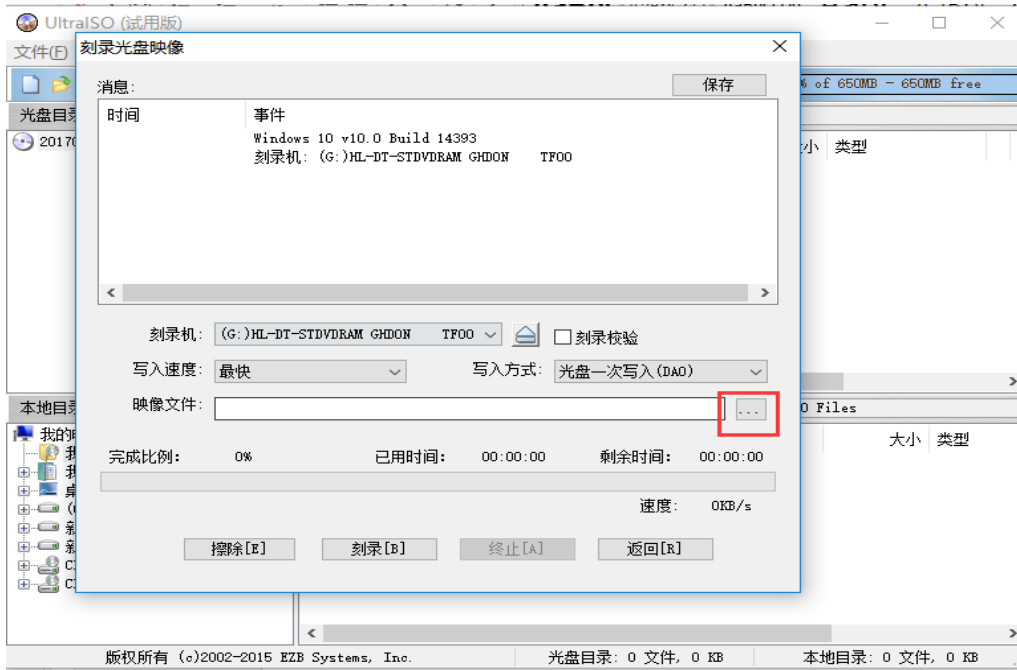 UltraISO (试用版)
文件(F)
刻录光盘映像
消息:
保存
% of 650MB - 650MB free
光盘目录
时间 事件
Windows 10 v10.0 Build 14393
刻录机: (G:)HL-DT-STDVDRAM GHD0N TF00
2017
小 类型
刻录机: (G:)HL-DT-STDVDRAM GHD0N TF00 刻录校验
写入速度: 最快 写入方式: 光盘一次写入(DAO)
映像文件: ...
本地目录
0 Files
我的
大小 类型
完成比例: 0% 已用时间: 00:00:00 剩余时间: 00:00:00
速度: 0KB/s
擦除[E] 刻录[B] 终止[A] 返回[R]
版权所有 (c)2002-2015 EZB Systems, Inc. 光盘目录: 0 文件, 0 KB 本地目录: 0 文件, 0 KB